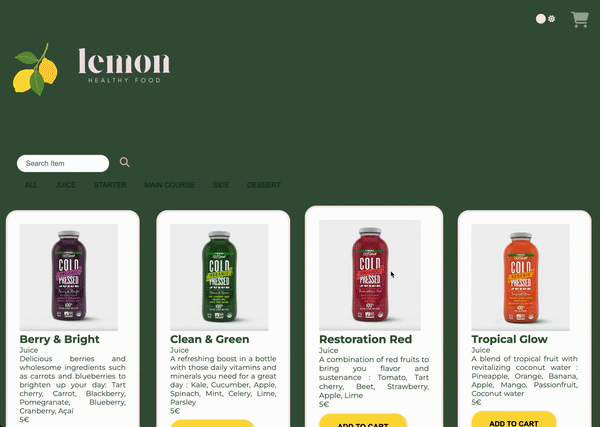 lemon
HEALTHY FOOD
Search Item
ALL JUICE STARTER MAIN COURSE SIDE DESSERT
COLD
PRESSED
JUICE
Berry & Bright
Juice
Delicious berries and
wholesome ingredients such
as carrots and blueberries to
brighten up your day: Tart
cherry, Carrot, Blackberry,
Pomegranate, Blueberry,
Cranberry, Açaí
5€
COLD
PRESSED
JUICE
Clean & Green
Juice
A refreshing boost in a bottle
with those daily vitamins and
minerals you need for a great
day : Kale, Cucumber, Apple,
Spinach, Mint, Celery, Lime,
Parsley
5€
COLD
PRESSED
JUICE
Restoration Red
Juice
A combination of red fruits to
bring you flavor and
sustenance : Tomato, Tart
cherry, Beet, Strawberry,
Apple, Lime
5€
ADD TO CART
COLD
PRESSED
JUICE
Tropical Glow
Juice
A blend of tropical fruit with
revitalizing coconut water :
Pineapple, Orange, Banana,
Apple, Mango, Passionfruit,
Coconut water
5€
ADD TO CART